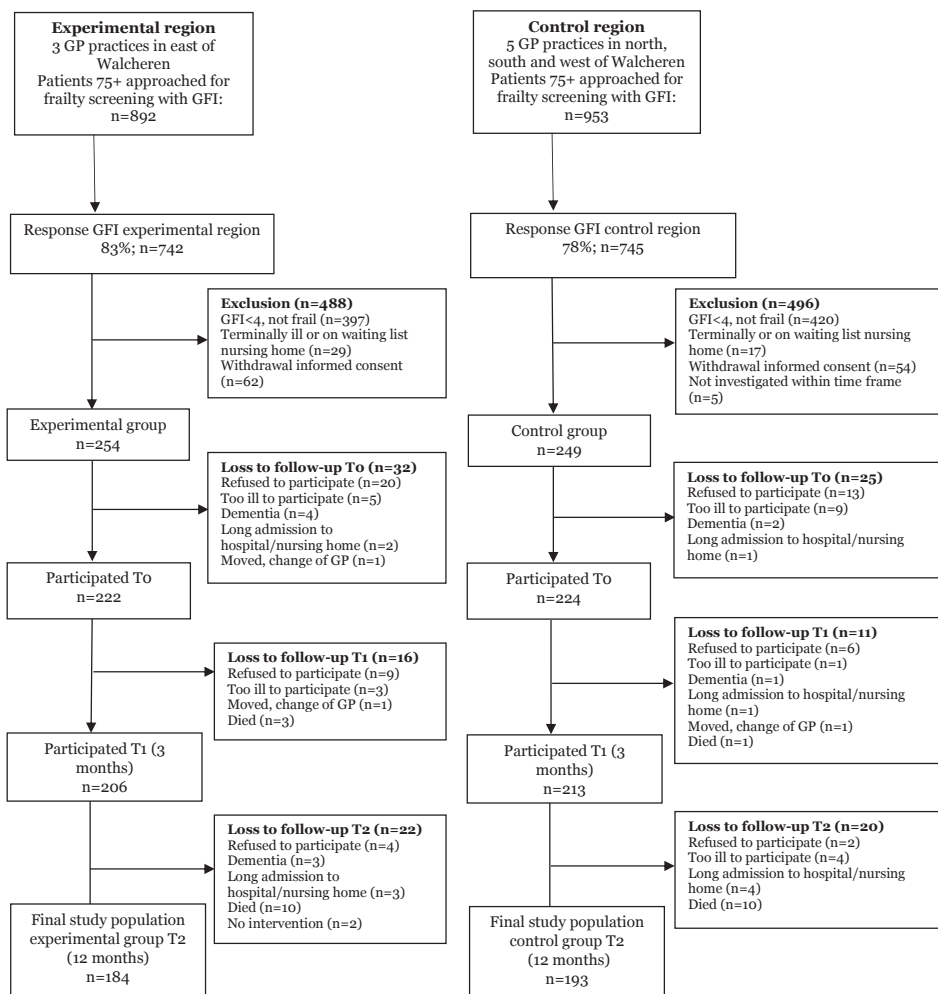 Experimental region
3 GP practices in east of
Walcheren
Patients 75+ approached for
frailty screening with GFI:
n=892
Response GFI experimental region
83%; n=742
Exclusion (n=488)
GFI<4, not frail (n=397)
Terminally ill or on waiting list
nursing home (n=29)
Withdrawal informed consent
(n=62)
Experimental group
n=254
Loss to follow-up T0 (n=32)
Refused to participate (n=20)
Too ill to participate (n=5)
Dementia (n=4)
Long admission to
hospital/nursing home (n=2)
Moved, change of GP (n=1)
Participated T0
n=222
Loss to follow-up T1 (n=16)
Refused to participate (n=9)
Too ill to participate (n=3)
Moved, change of GP (n=1)
Died (n=3)
Participated T1 (3
months)
n=206
Loss to follow-up T2 (n=22)
Refused to participate (n=4)
Dementia (n=3)
Long admission to
hospital/nursing home (n=3)
Died (n=10)
No intervention (n=2)
Final study population
experimental group T2
(12 months)
n=184
Control region
5 GP practices in north,
south and west of Walcheren
Patients 75+ approached for
frailty screening with GFI:
n=953
Response GFI control region
78%; n=745
Exclusion (n=496)
GFI<4, not frail (n=420)
Terminally or on waiting list nursing
home (n=17)
Withdrawal informed consent (n=54)
Not investigated within time frame
(n=5)
Control group
n=249
Loss to follow-up T0 (n=25)
Refused to participate (n=13)
Too ill to participate (n=9)
Dementia (n=2)
Long admission to hospital/nursing
home (n=1)
Participated T0
n=224
Loss to follow-up T1 (n=11)
Refused to participate (n=6)
Too ill to participate (n=1)
Dementia (n=1)
Long admission to hospital/nursing
home (n=1)
Moved, change of GP (n=1)
Died (n=1)
Participated T1 (3
months)
n=213
Loss to follow-up T2 (n=20)
Refused to participate (n=2)
Too ill to participate (n=4)
Long admission to hospital/nursing
home (n=4)
Died (n=10)
Final study population
control group T2
(12 months)
n=193